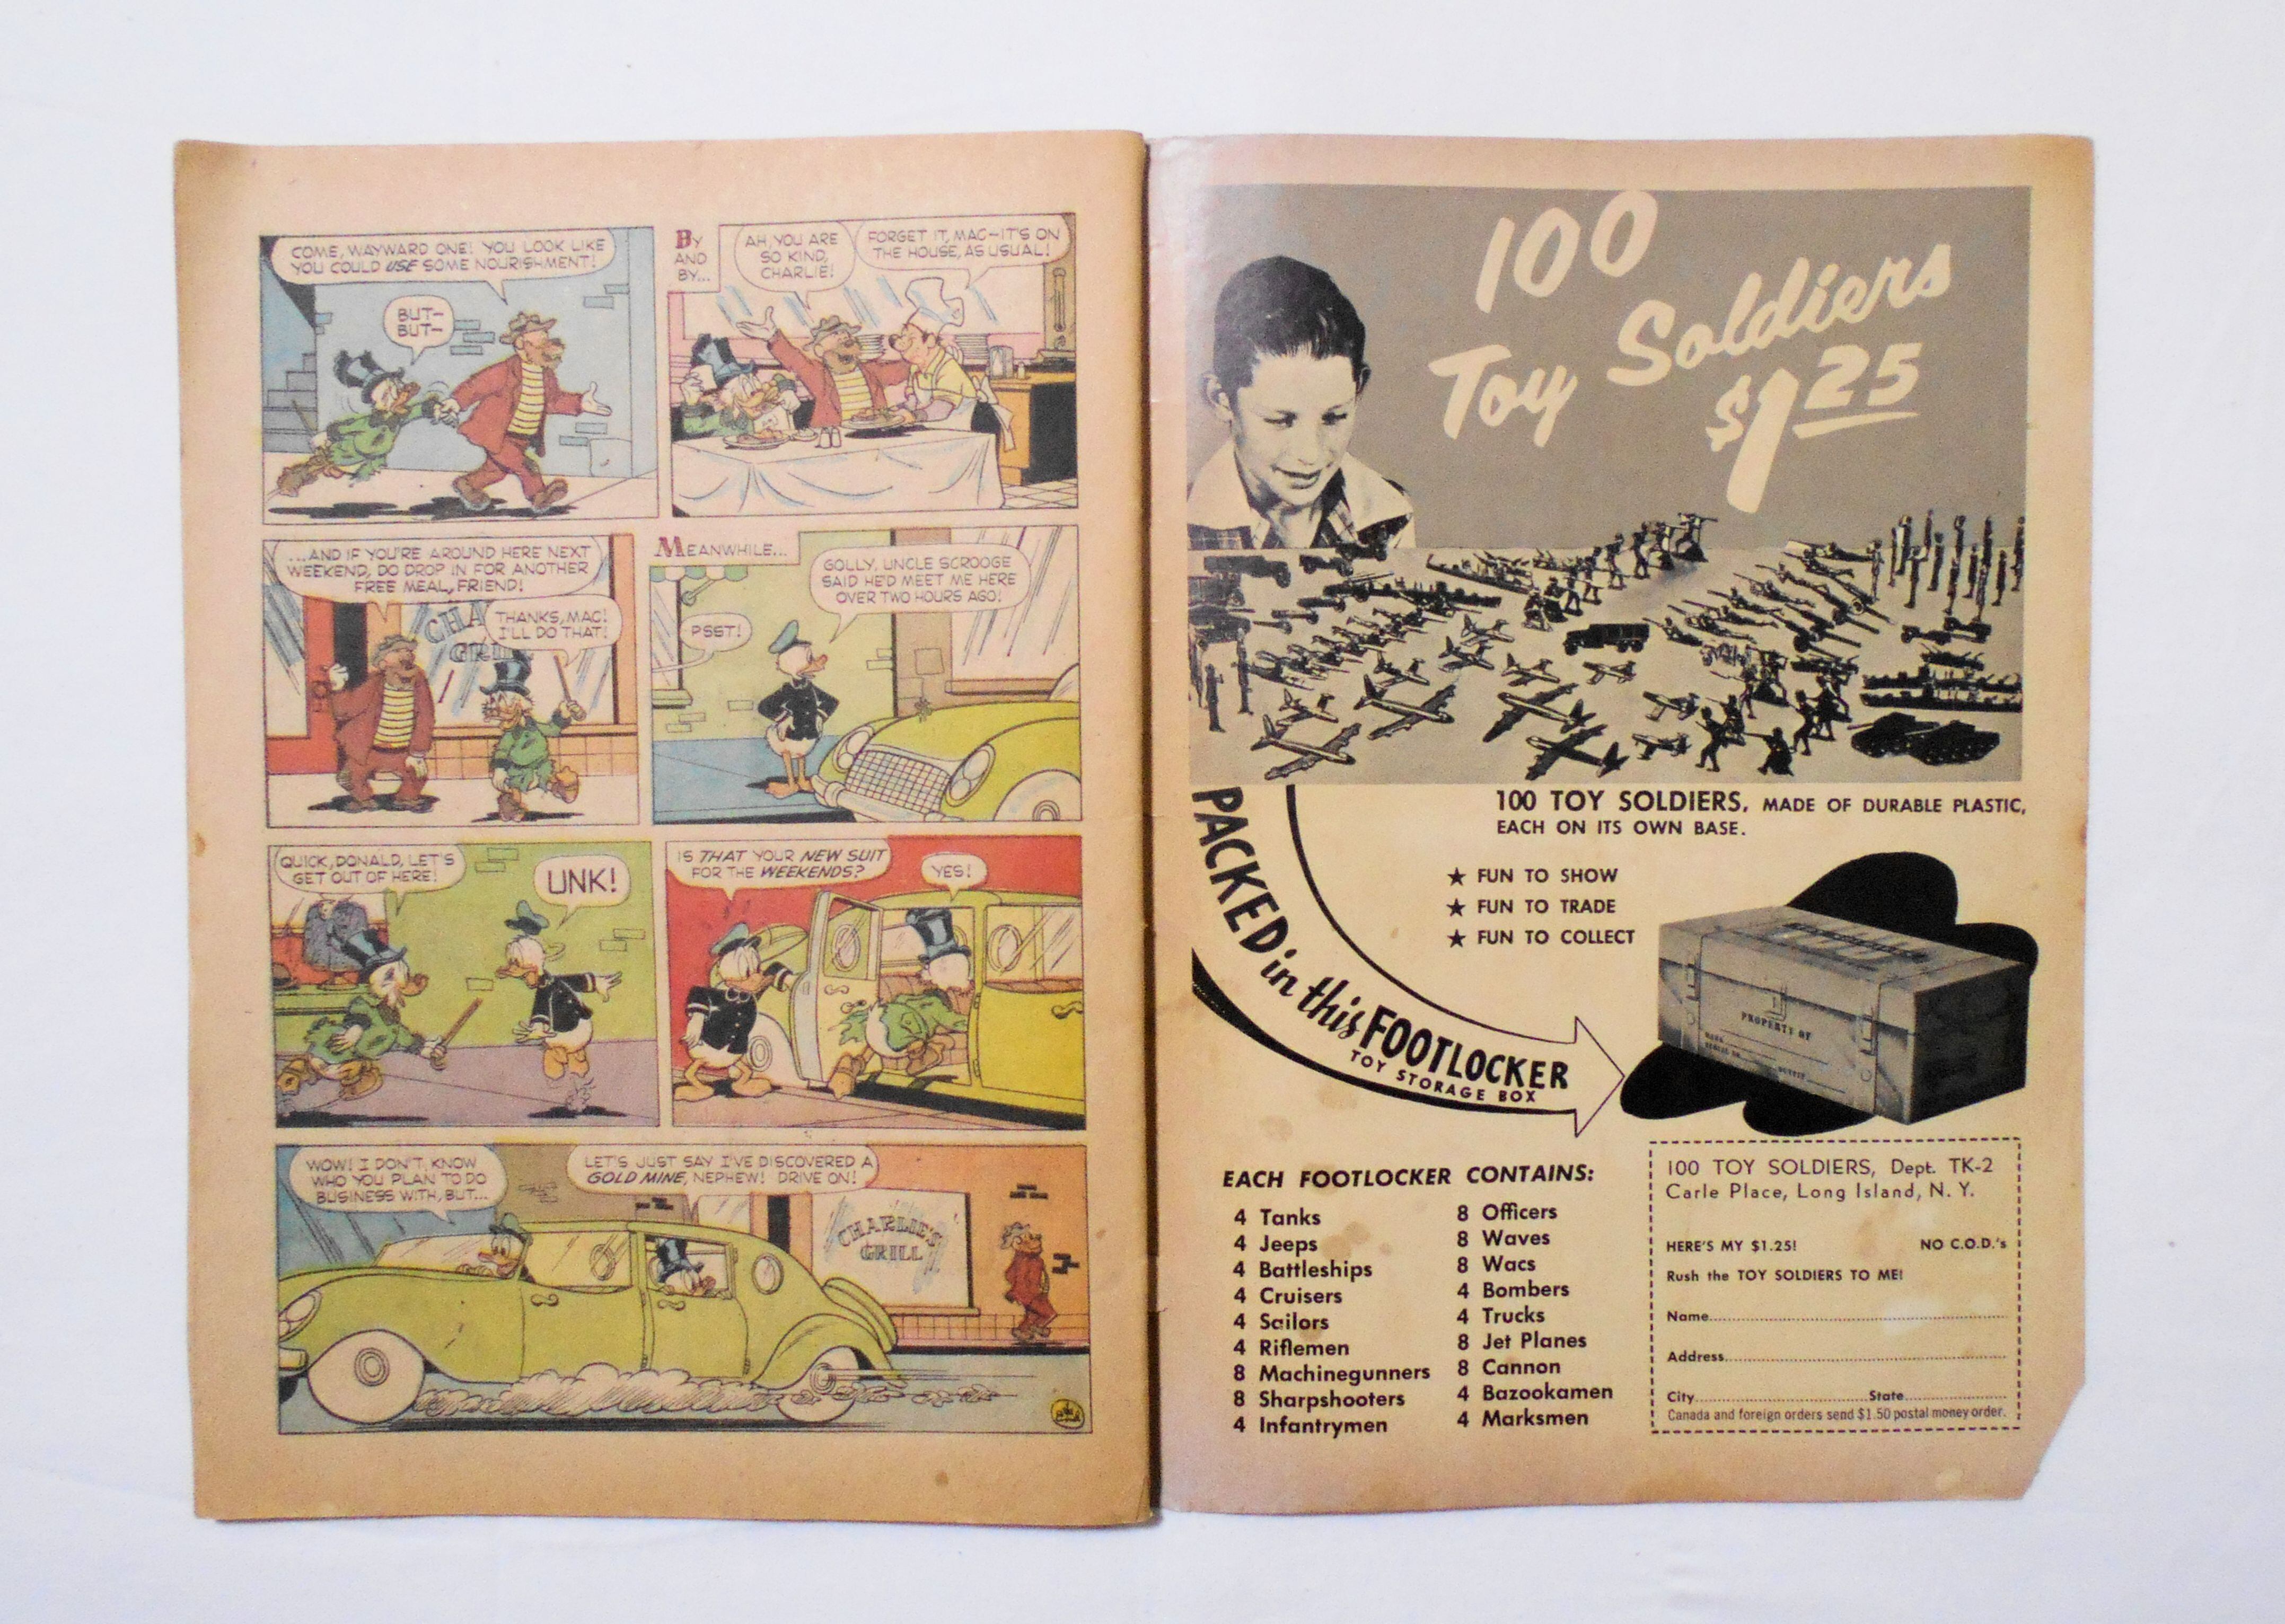 COME, WAYWARD ONE! YOU LOOK LIKE
YOU COULD USE SOME NOURISHMENT!
BUT—
BUT—
BY
AND
BY...
AH, YOU ARE
SO KIND,
CHARLIE!
FORGET IT, MAC—IT'S ON
THE HOUSE, AS USUAL!
...AND IF YOU'RE AROUND HERE NEXT
WEEKEND, DO DROP IN FOR ANOTHER
FREE MEAL, FRIEND!
THANKS, MAC!
I'LL DO THAT!
CHA
GRI
MEANWHILE...
PSST!
GOLLY, UNCLE SCROOGE
SAID HE'D MEET ME HERE
OVER TWO HOURS AGO!
QUICK, DONALD, LET'S
GET OUT OF HERE!
UNK!
IS THAT YOUR NEW SUIT
FOR THE WEEKENDS?
YES!
WOW! I DON'T KNOW
WHO YOU PLAN TO DO
BUSINESS WITH, BUT...
LET'S JUST SAY I'VE DISCOVERED A
GOLD MINE, NEPHEW! DRIVE ON!
CHARLIE'S
GRILL
100
Toy Soldiers
$1 25
100 TOY SOLDIERS, MADE OF DURABLE PLASTIC,
EACH ON ITS OWN BASE.
★ FUN TO SHOW
★ FUN TO TRADE
★ FUN TO COLLECT
PACKED in this FOOTLOCKER
TOY STORAGE BOX
PROPERTY OF
EACH FOOTLOCKER CONTAINS:
4 Tanks
4 Jeeps
4 Battleships
4 Cruisers
4 Sailors
4 Riflemen
8 Machinegunners
8 Sharpshooters
4 Infantrymen
8 Officers
8 Waves
8 Wacs
4 Bombers
4 Trucks
8 Jet Planes
8 Cannon
4 Bazookamen
4 Marksmen
100 TOY SOLDIERS, Dept. TK-2
Carle Place, Long Island, N. Y.
HERE'S MY $1.25! NO C.O.D.'s
Rush the TOY SOLDIERS TO ME!
Name
Address
City State
Canada and foreign orders send $1.50 postal money order.